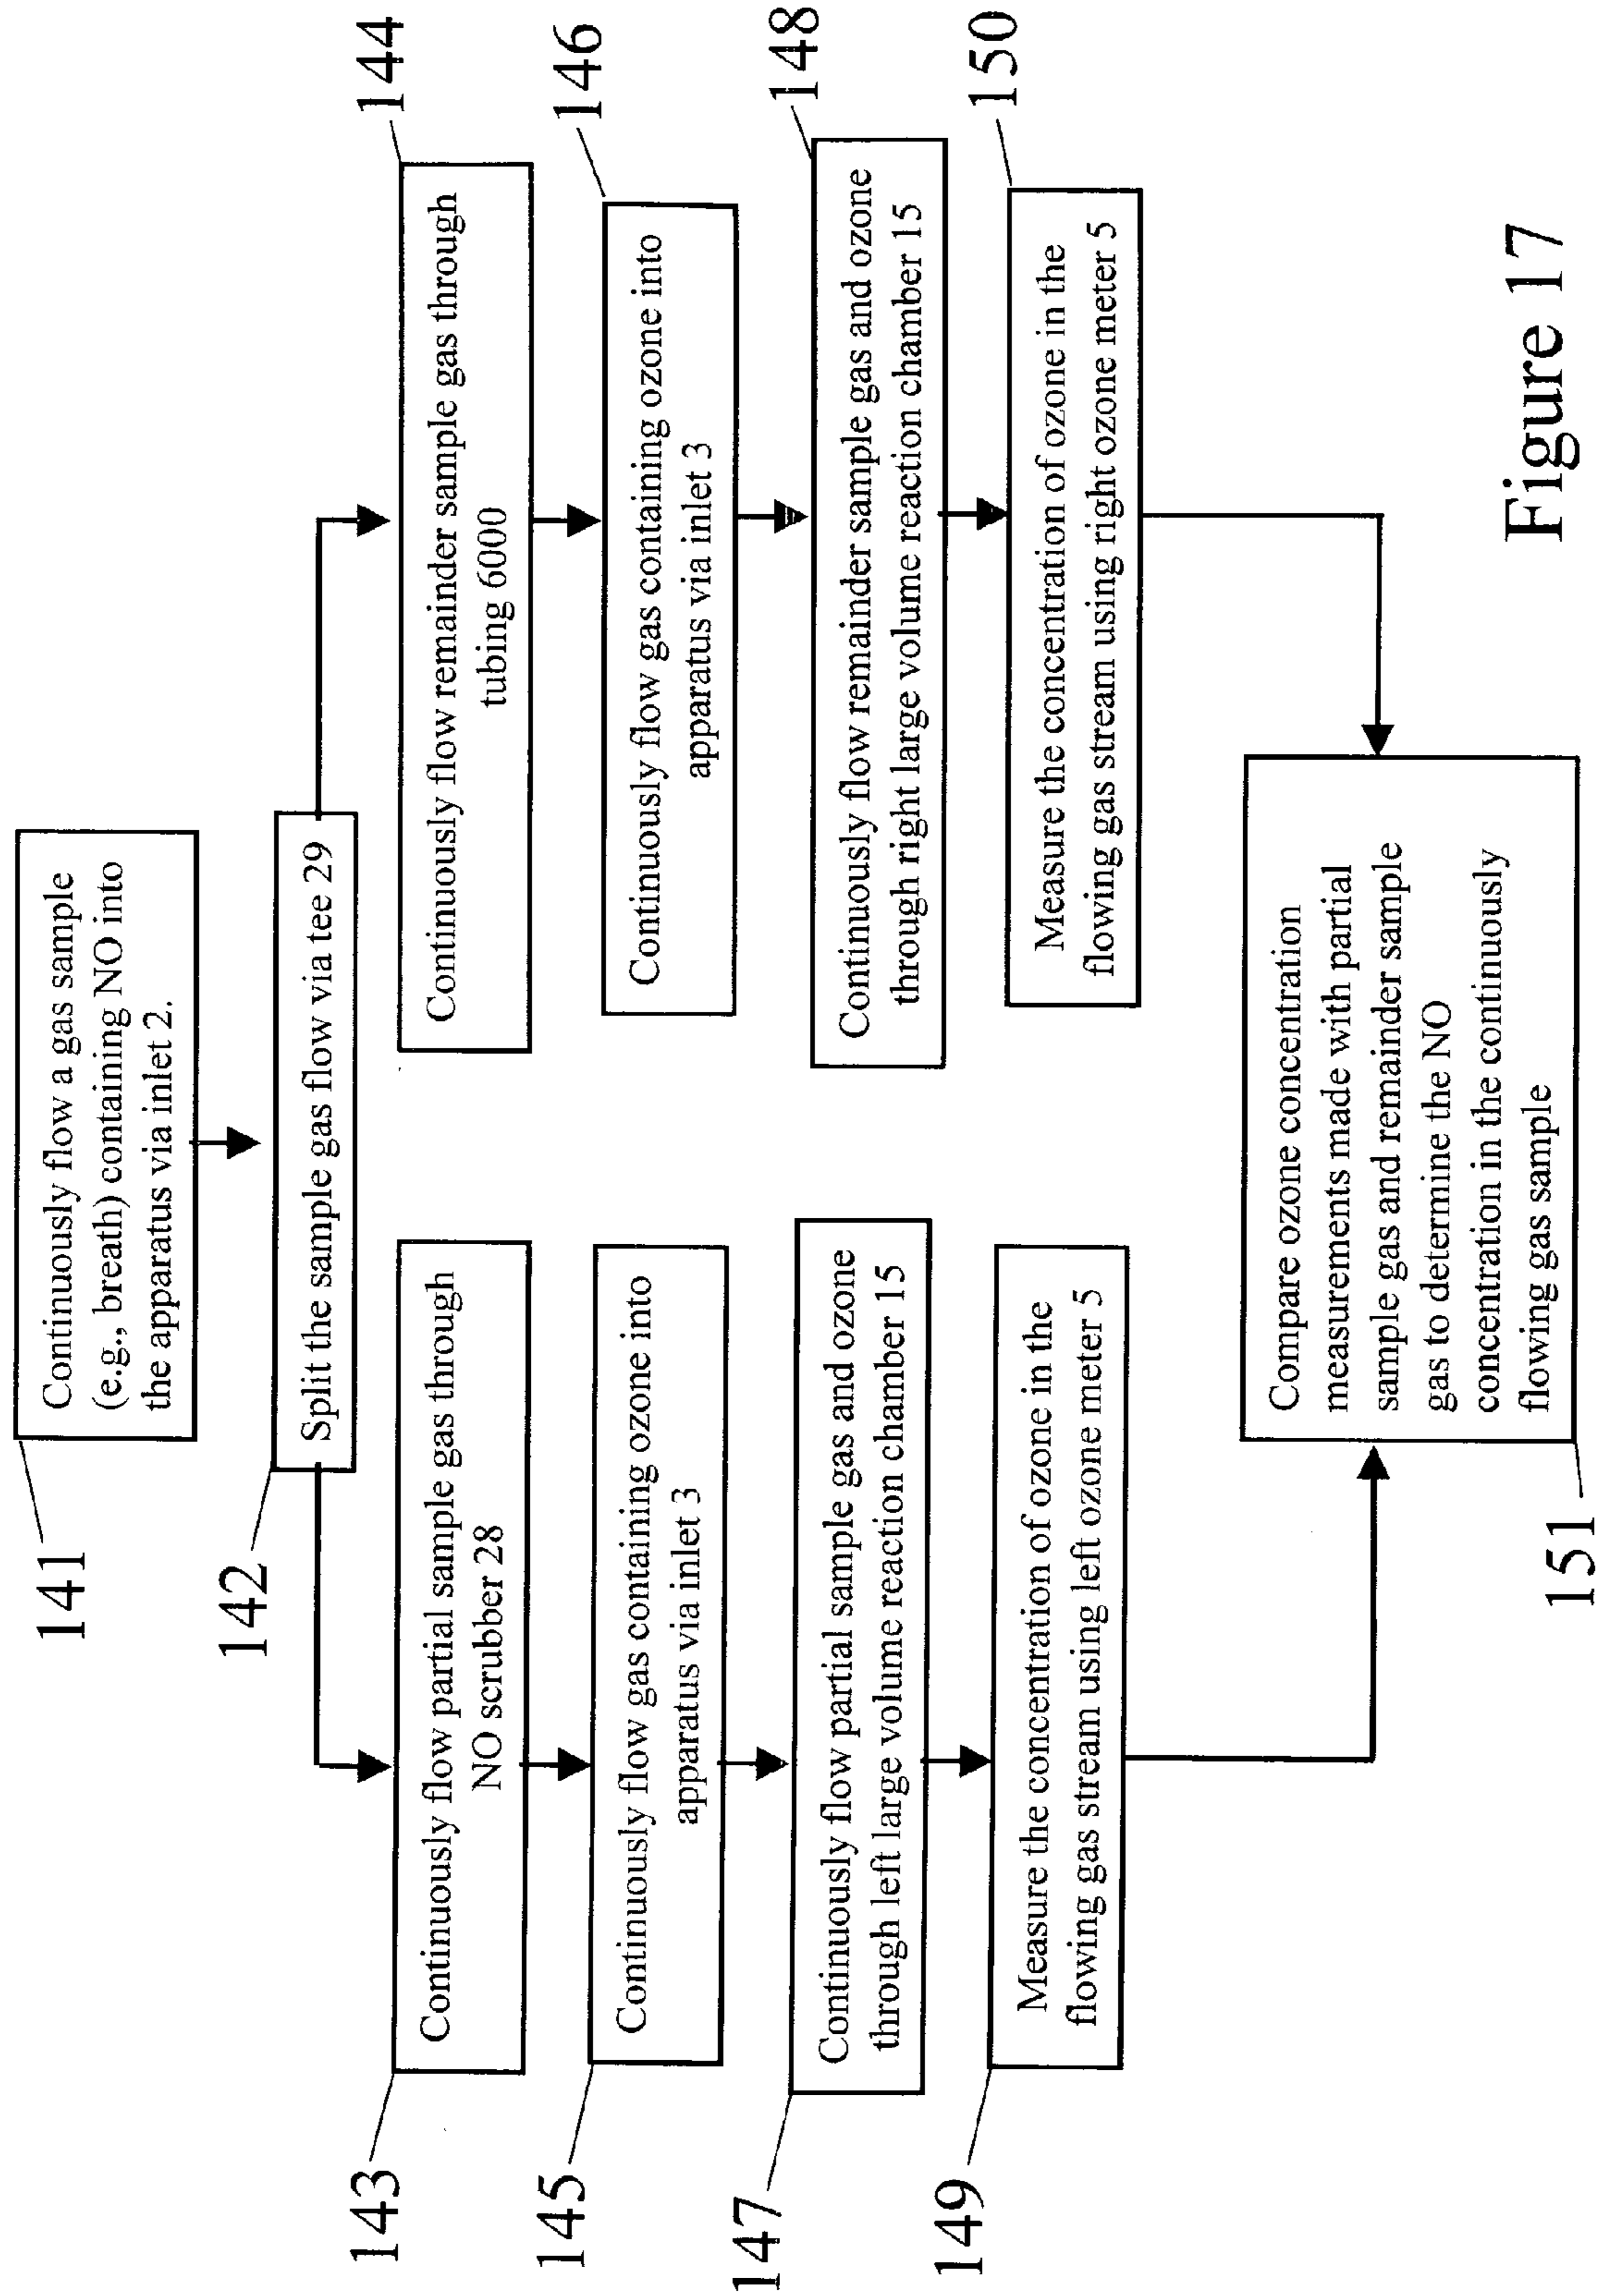 141
Continuously flow a gas sample
(e.g., breath) containing NO into
the apparatus via inlet 2.
142
Split the sample gas flow via tee 29
143
Continuously flow partial sample gas through
NO scrubber 28
144
Continuously flow remainder sample gas through
tubing 6000
145
Continuously flow gas containing ozone into
apparatus via inlet 3
146
Continuously flow gas containing ozone into
apparatus via inlet 3
147
Continuously flow partial sample gas and ozone
through left large volume reaction chamber 15
148
Continuously flow remainder sample gas and ozone
through right large volume reaction chamber 15
149
Measure the concentration of ozone in the
flowing gas stream using left ozone meter 5
150
Measure the concentration of ozone in the
flowing gas stream using right ozone meter 5
151
Compare ozone concentration
measurements made with partial
sample gas and remainder sample
gas to determine the NO
concentration in the continuously
flowing gas sample
Figure 17